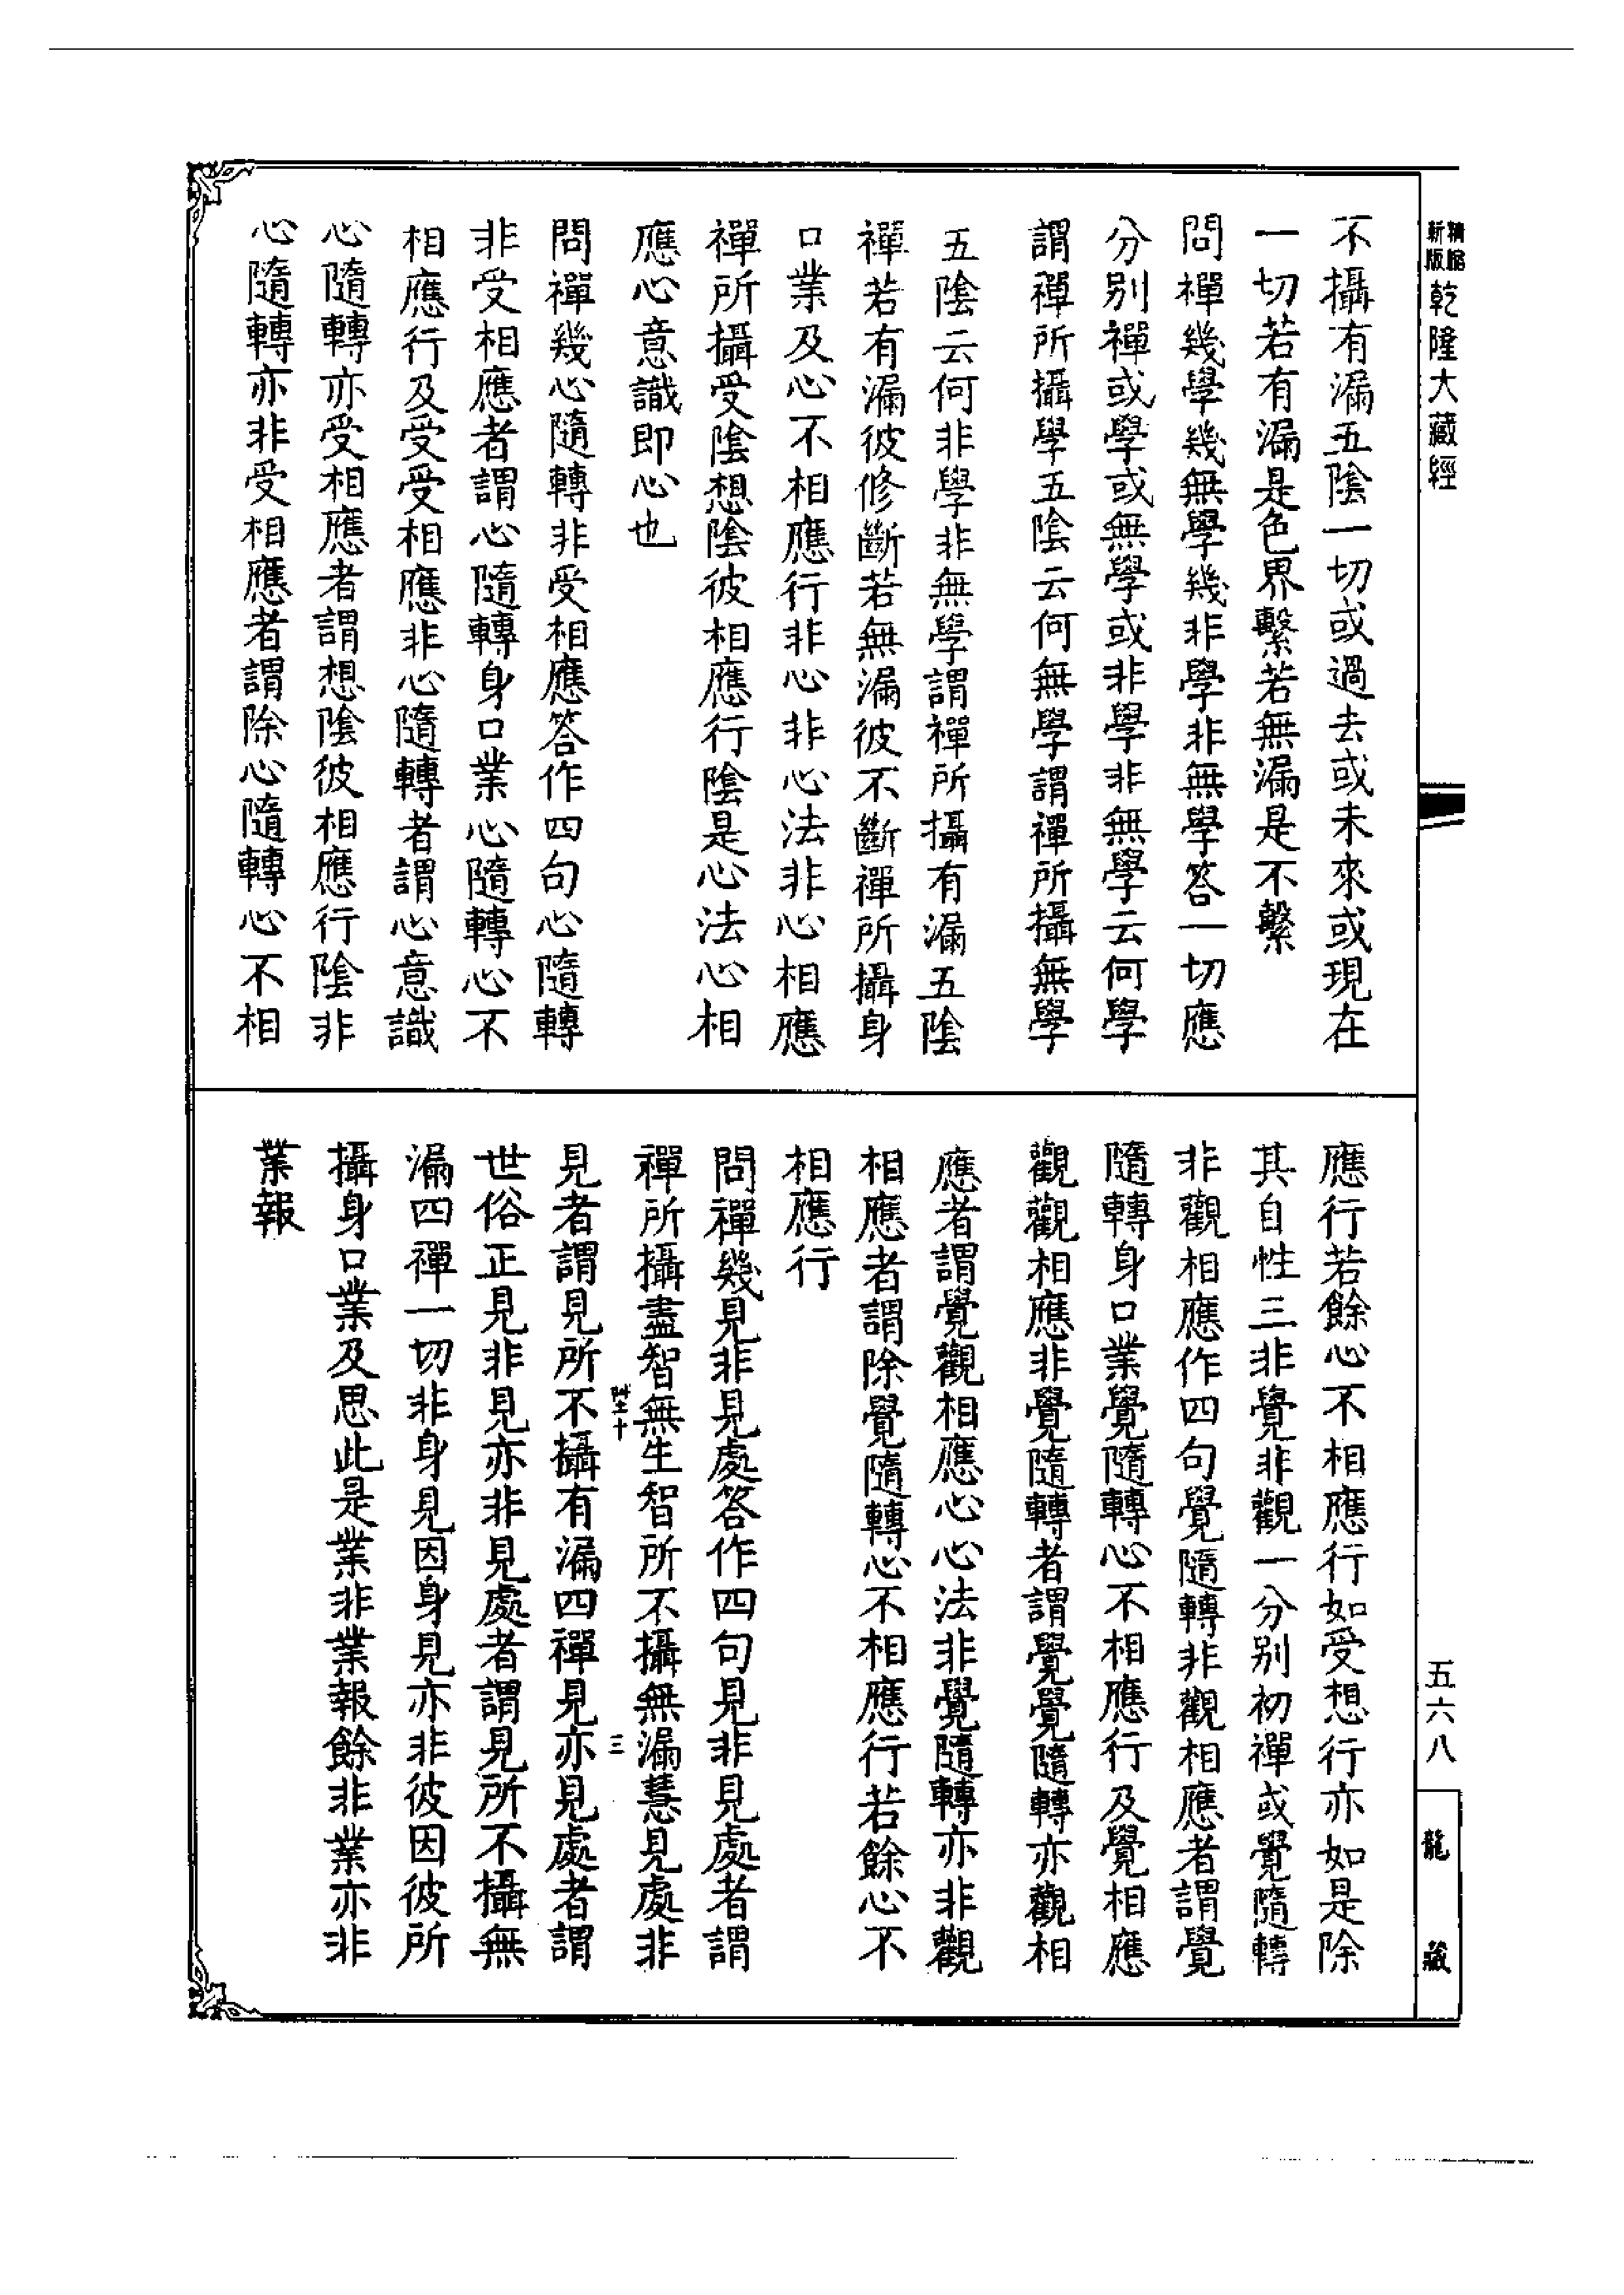 精縮新版乾隆大藏經
不攝有漏五陰一切或過去或未來或現在
一切若有漏是色界繫若無漏是不繫
問禪幾學幾無學幾非學非無學答一切應
分別禪或學或無學或非學非無學云何學
謂禪所攝學五陰云何無學謂禪所攝無學
五陰云何非學非無學謂禪所攝有漏五陰
禪若有漏彼修斷若無漏彼不斷禪所攝身
口業及心不相應行非心非心法非心相應
禪所攝受陰想陰彼相應行陰是心法心相
應心意識即心也
問禪幾心隨轉非受相應答作四句心隨轉
非受相應者謂心隨轉身口業心隨轉心不
相應行及受受相應非心隨轉者謂心意識
心隨轉亦受相應者謂想陰彼相應行陰非
心隨轉亦非受相應者謂除心隨轉心不相
應行若餘心不相應行如受想行亦如是除
其自性三非覺非觀一分別初禪或覺隨轉
非觀相應作四句覺隨轉非觀相應者謂覺
隨轉身口業覺隨轉心不相應行及覺相應
觀觀相應非覺隨轉者謂覺覺隨轉亦觀相
應者謂覺觀相應心心法非覺隨轉亦非觀
相應者謂除覺隨轉心不相應行若餘心不
相應行
問禪幾見非見處答作四句見非見處者謂
禪所攝盡智無生智所不攝無漏慧見處非
三
見者謂見所不攝有漏四禪見亦見處者謂
世俗正見非見亦非見處者謂見所不攝無
漏四禪一切非身見因身見亦非彼因彼所
攝身口業及思此是業非業報餘非業亦非
業報
五六八
龍藏